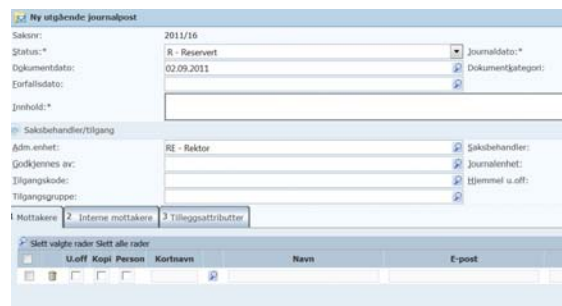 Ny utgående journalpost
Saksnr: 2011/16
Status:* R - Reservert Journaldato:*
Dokumentdato: 02.09.2011 Dokumentkategori:
Forfallsdato:
Innhold:*
Saksbehandler/tilgang
Adm.enhet: RE - Rektor Saksbehandler:
Godkjennes av: Journalenhet:
Tilgangskode: Hjemmel u.off:
Tilgangsgruppe:
1 Mottakere 2 Interne mottakere 3 Tilleggsattributter
Slett valgte rader Slett alle rader
U.off Kopi Person Kortnavn Navn E-post